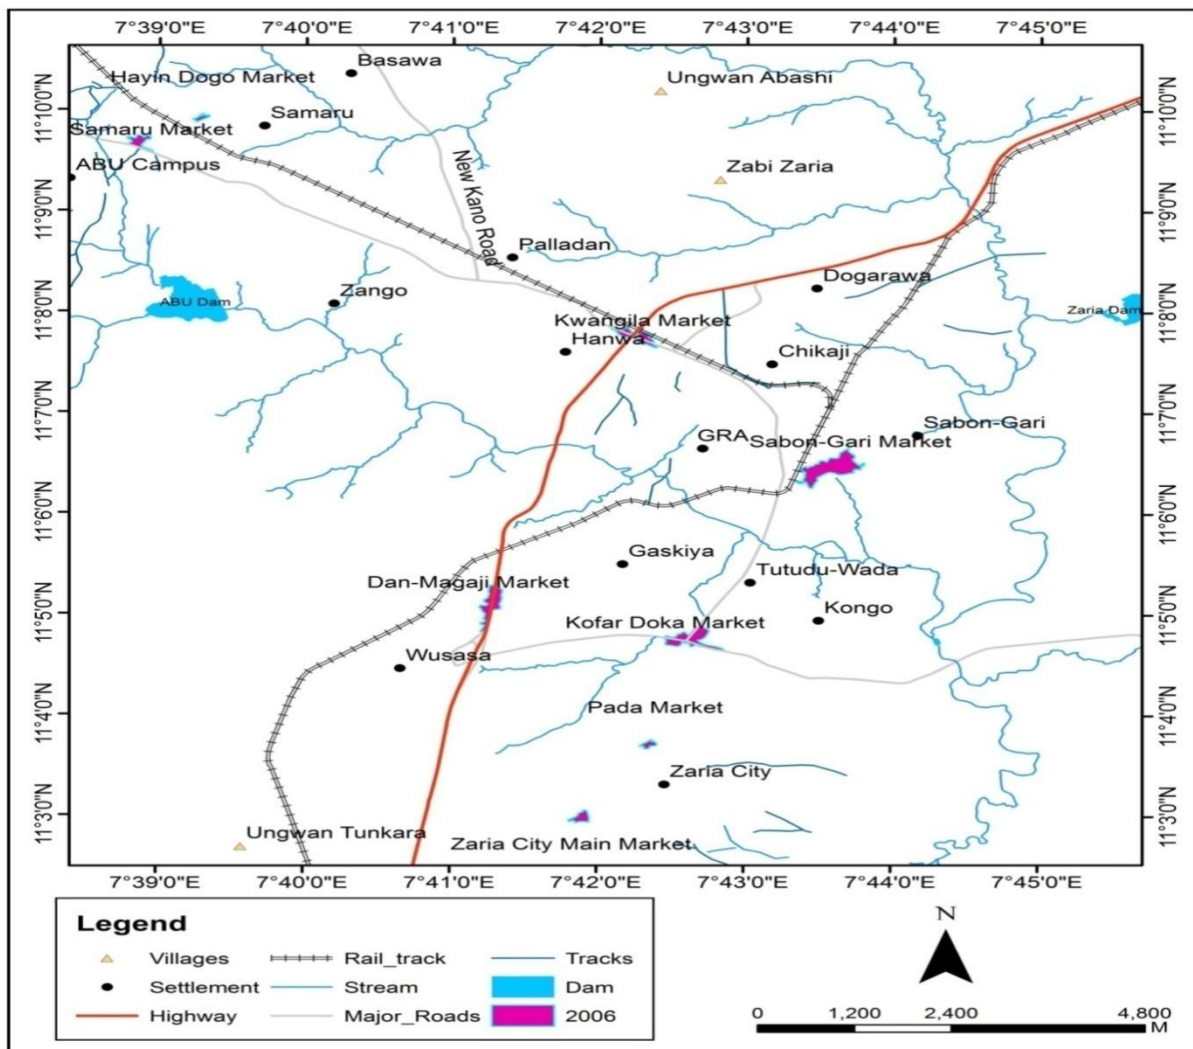 7°39'0"E 7°40'0"E 7°41'0"E 7°42'0"E 7°43'0"E 7°44'0"E 7°45'0"E
Basawa
Hayin Dogo Market
Ungwan Abashi
11°10'0"N
11°10'0"N
Samaru
Samaru Market
New Kano Road
ABU Campus
Zabi Zaria
11°9'0"N
11°9'0"N
Palladan
Dogarawa
Zango
ABU Dam
Zaria Dam
11°8'0"N
11°8'0"N
Kwangila Market
Hanwa
Chikaji
11°7'0"N
11°7'0"N
Sabon-Gari
GRA
Sabon-Gari Market
11°6'0"N
11°6'0"N
Gaskiya
Tutudu-Wada
Dan-Magaji Market
Kongo
11°5'0"N
11°5'0"N
Kofar Doka Market
Wusasa
11°4'0"N
11°4'0"N
Pada Market
Zaria City
11°3'0"N
11°3'0"N
Ungwan Tunkara
Zaria City Main Market
7°39'0"E 7°40'0"E 7°41'0"E 7°42'0"E 7°43'0"E 7°44'0"E 7°45'0"E
Legend
Villages Rail_track Tracks
Settlement Stream Dam
Highway Major_Roads 2006
N
0 1,200 2,400 4,800
M